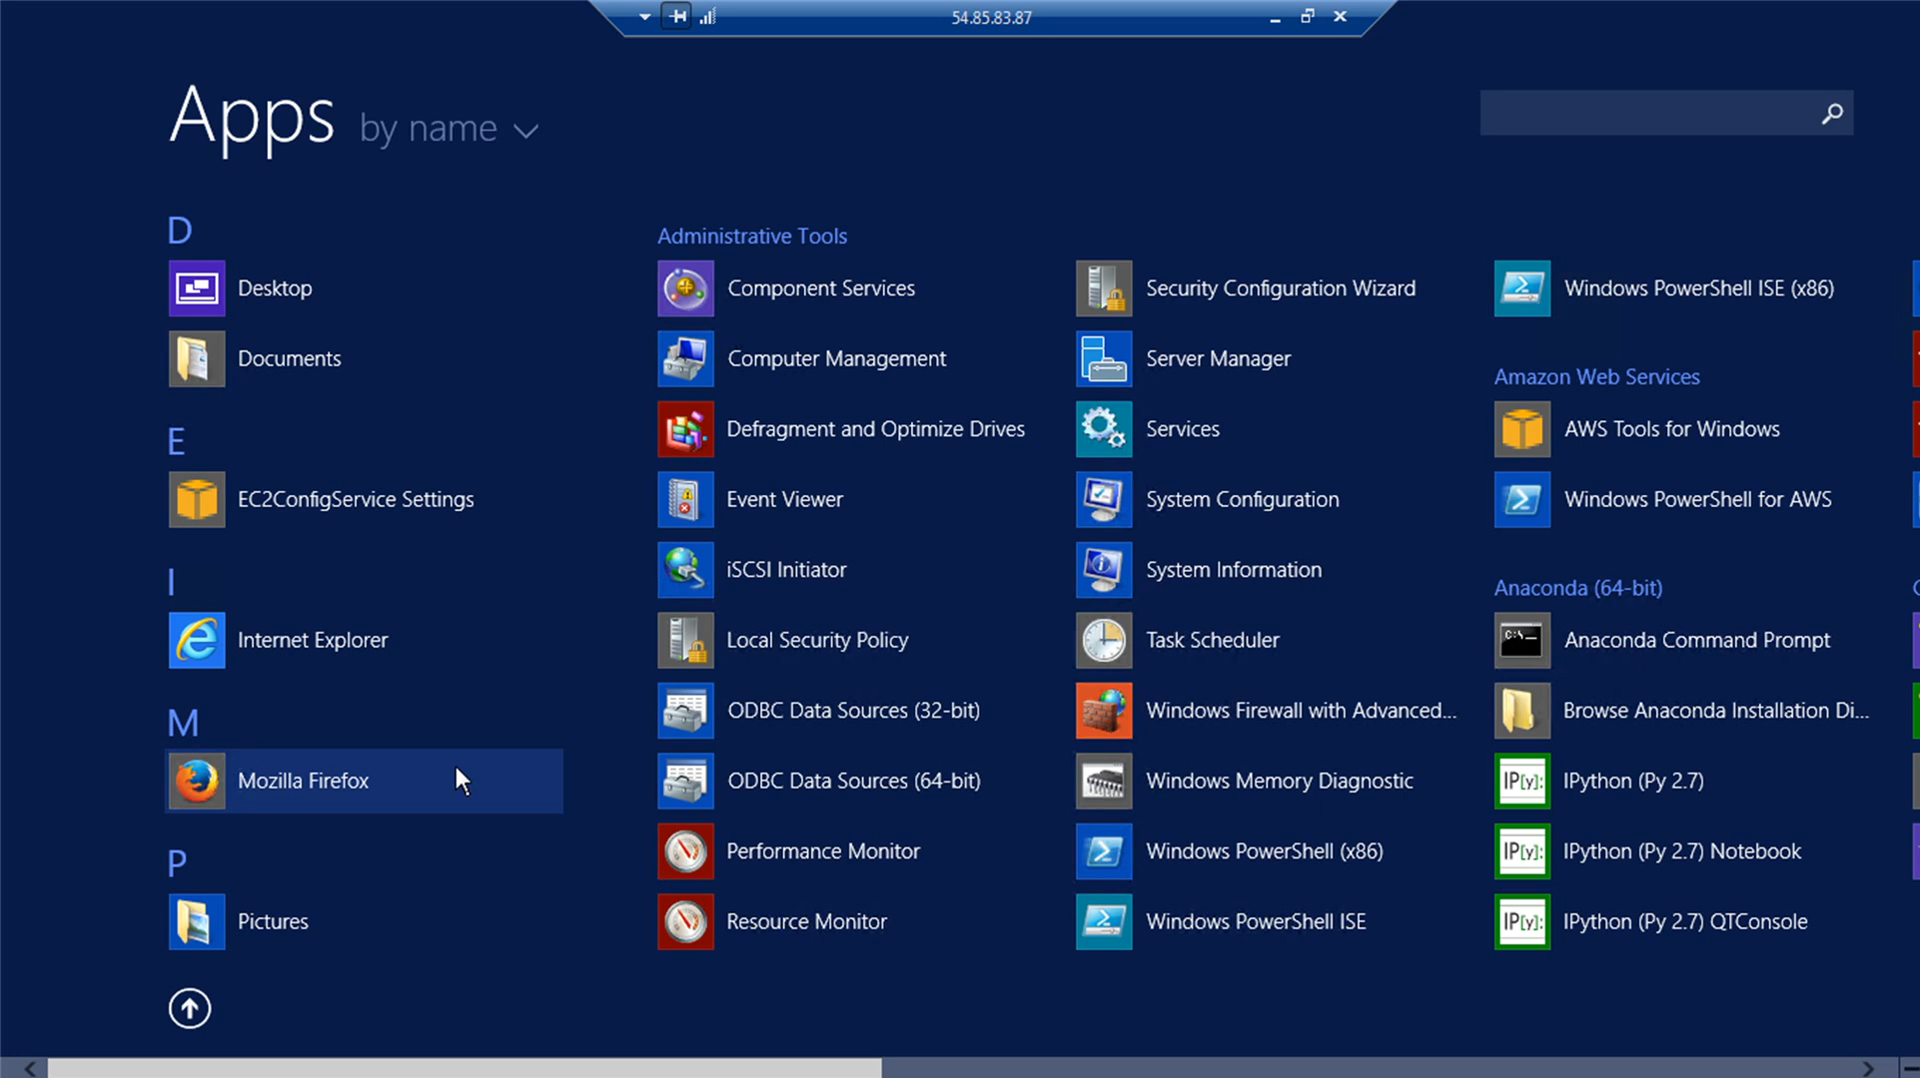 54.85.83.87
Apps by name
D
Desktop
Documents
E
EC2ConfigService Settings
I
Internet Explorer
M
Mozilla Firefox
P
Pictures
Administrative Tools
Component Services
Computer Management
Defragment and Optimize Drives
Event Viewer
iSCSI Initiator
Local Security Policy
ODBC Data Sources (32-bit)
ODBC Data Sources (64-bit)
Performance Monitor
Resource Monitor
Security Configuration Wizard
Server Manager
Services
System Configuration
System Information
Task Scheduler
Windows Firewall with Advanced...
Windows Memory Diagnostic
Windows PowerShell (x86)
Windows PowerShell ISE
Windows PowerShell ISE (x86)
Amazon Web Services
AWS Tools for Windows
Windows PowerShell for AWS
Anaconda (64-bit)
Anaconda Command Prompt
Browse Anaconda Installation Di...
IPython (Py 2.7)
IPython (Py 2.7) Notebook
IPython (Py 2.7) QTConsole